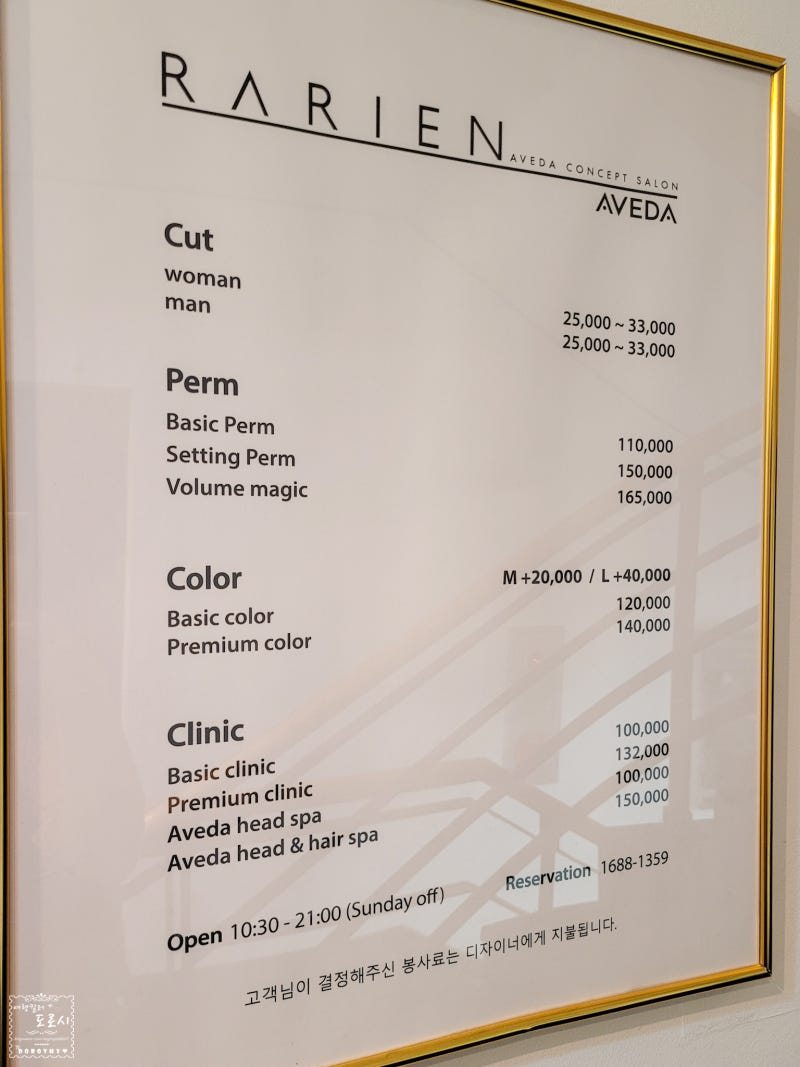 RARIEN
AVEDA CONCEPT SALON
AVEDA
Cut
woman 25,000 ~ 33,000
man 25,000 ~ 33,000
Perm
Basic Perm 110,000
Setting Perm 150,000
Volume magic 165,000
Color M +20,000 / L +40,000
Basic color 120,000
Premium color 140,000
Clinic
Basic clinic 100,000
Premium clinic 132,000
Aveda head spa 100,000
Aveda head & hair spa 150,000
Reservation 1688-1359
Open 10:30 - 21:00 (Sunday off)
고객님이 결정해주신 봉사료는 디자이너에게 지불됩니다.
도로시
DOROTHY♥